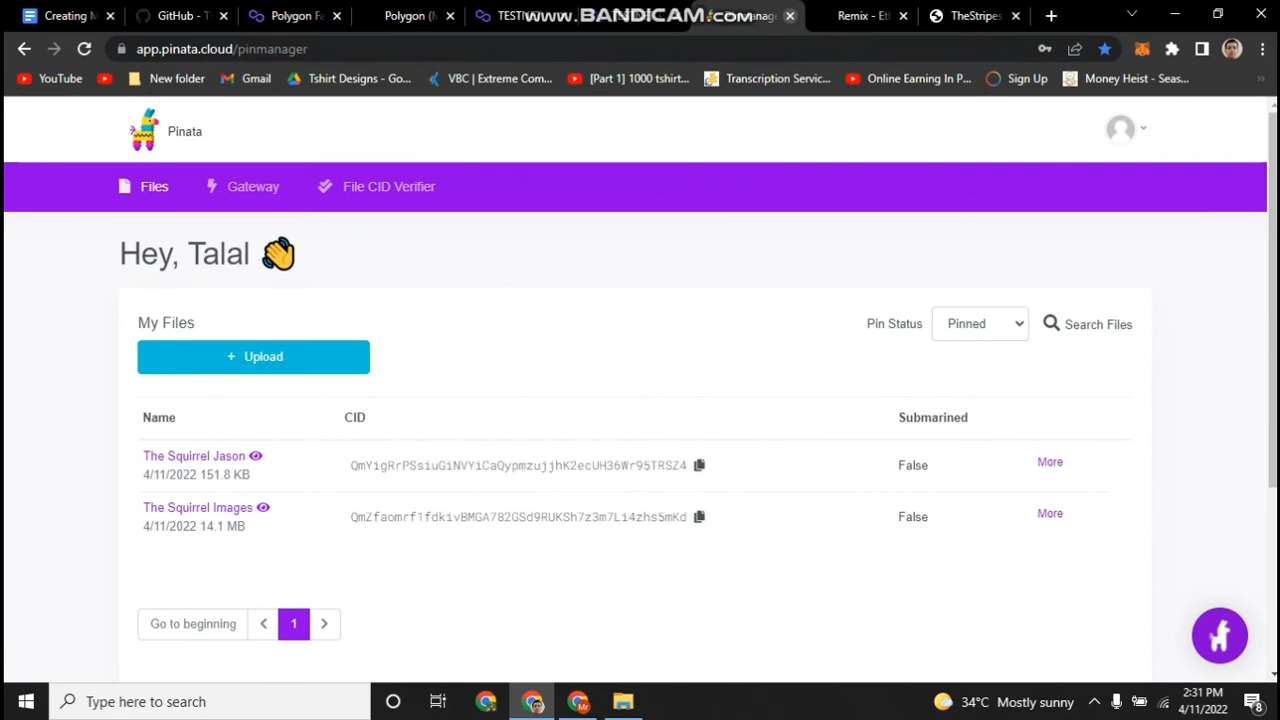 Creating M
GitHub - T
Polygon Fa
Polygon (M
TESTIN
www.BANDICAM.com
Remix - Eth
TheStripes
app.pinata.cloud/pinmanager
YouTube
New folder
Gmail
Tshirt Designs - Go...
VBC | Extreme Com...
[Part 1] 1000 tshirt...
Transcription Servic...
Online Earning In P...
Sign Up
Money Heist - Seas...
Pinata
Files
Gateway
File CID Verifier
Hey, Talal
My Files
Pin Status
Pinned
Search Files
+ Upload
Name
CID
Submarined
The Squirrel Jason
QmYigRrPSsiuGiNVYiCaQypmzujjhK2ecUH36Wr95TRSZ4
False
More
4/11/2022 151.8 KB
The Squirrel Images
QmZfaomrf1fdkivBMGA782GSd9RUKSh7z3m7Li4zhs5mKd
False
More
4/11/2022 14.1 MB
Go to beginning
1
Type here to search
34°C Mostly sunny
2:31 PM
4/11/2022
8